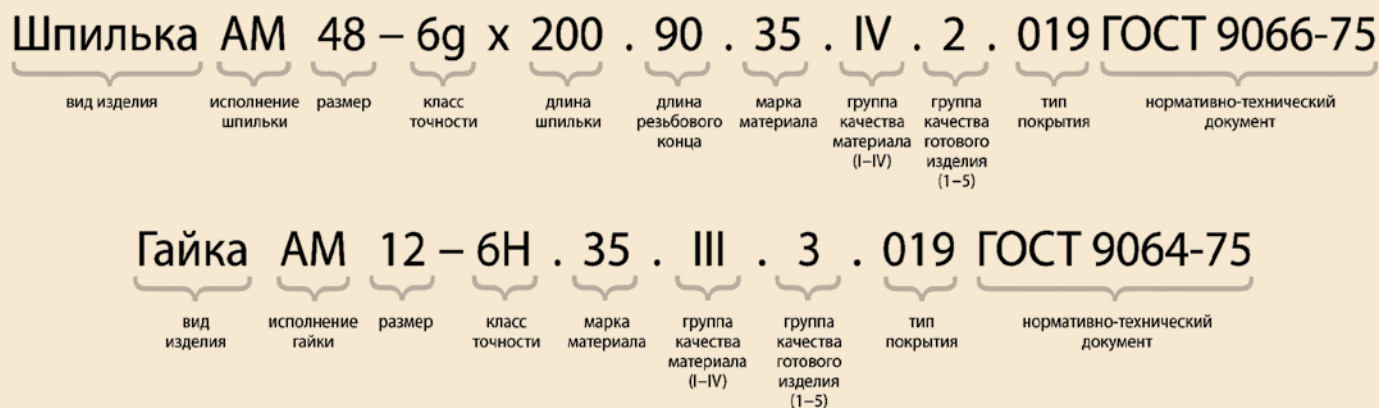 Шпилька АМ 48 – 6g x 200 . 90 . 35 . IV . 2 . 019 ГОСТ 9066-75
вид изделия
исполнение
шпильки
размер
класс
точности
длина
шпильки
длина
резьбового
конца
марка
материала
группа
качества
материала
(I–IV)
группа
качества
готового
изделия
(1–5)
тип
покрытия
нормативно-технический
документ
Гайка АМ 12 – 6H . 35 . III . 3 . 019 ГОСТ 9064-75
вид
изделия
исполнение
гайки
размер
класс
точности
марка
материала
группа
качества
материала
(I–IV)
группа
качества
готового
изделия
(1–5)
тип
покрытия
нормативно-технический
документ